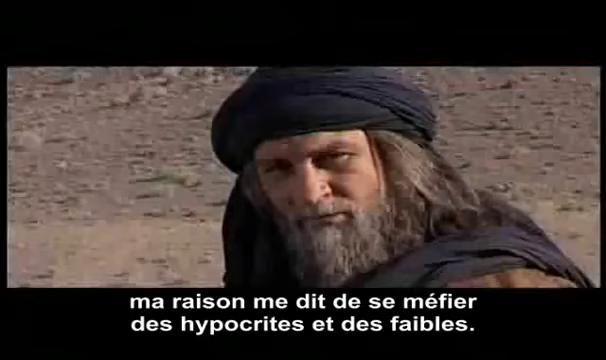 ma raison me dit de se méfier
des hypocrites et des faibles.